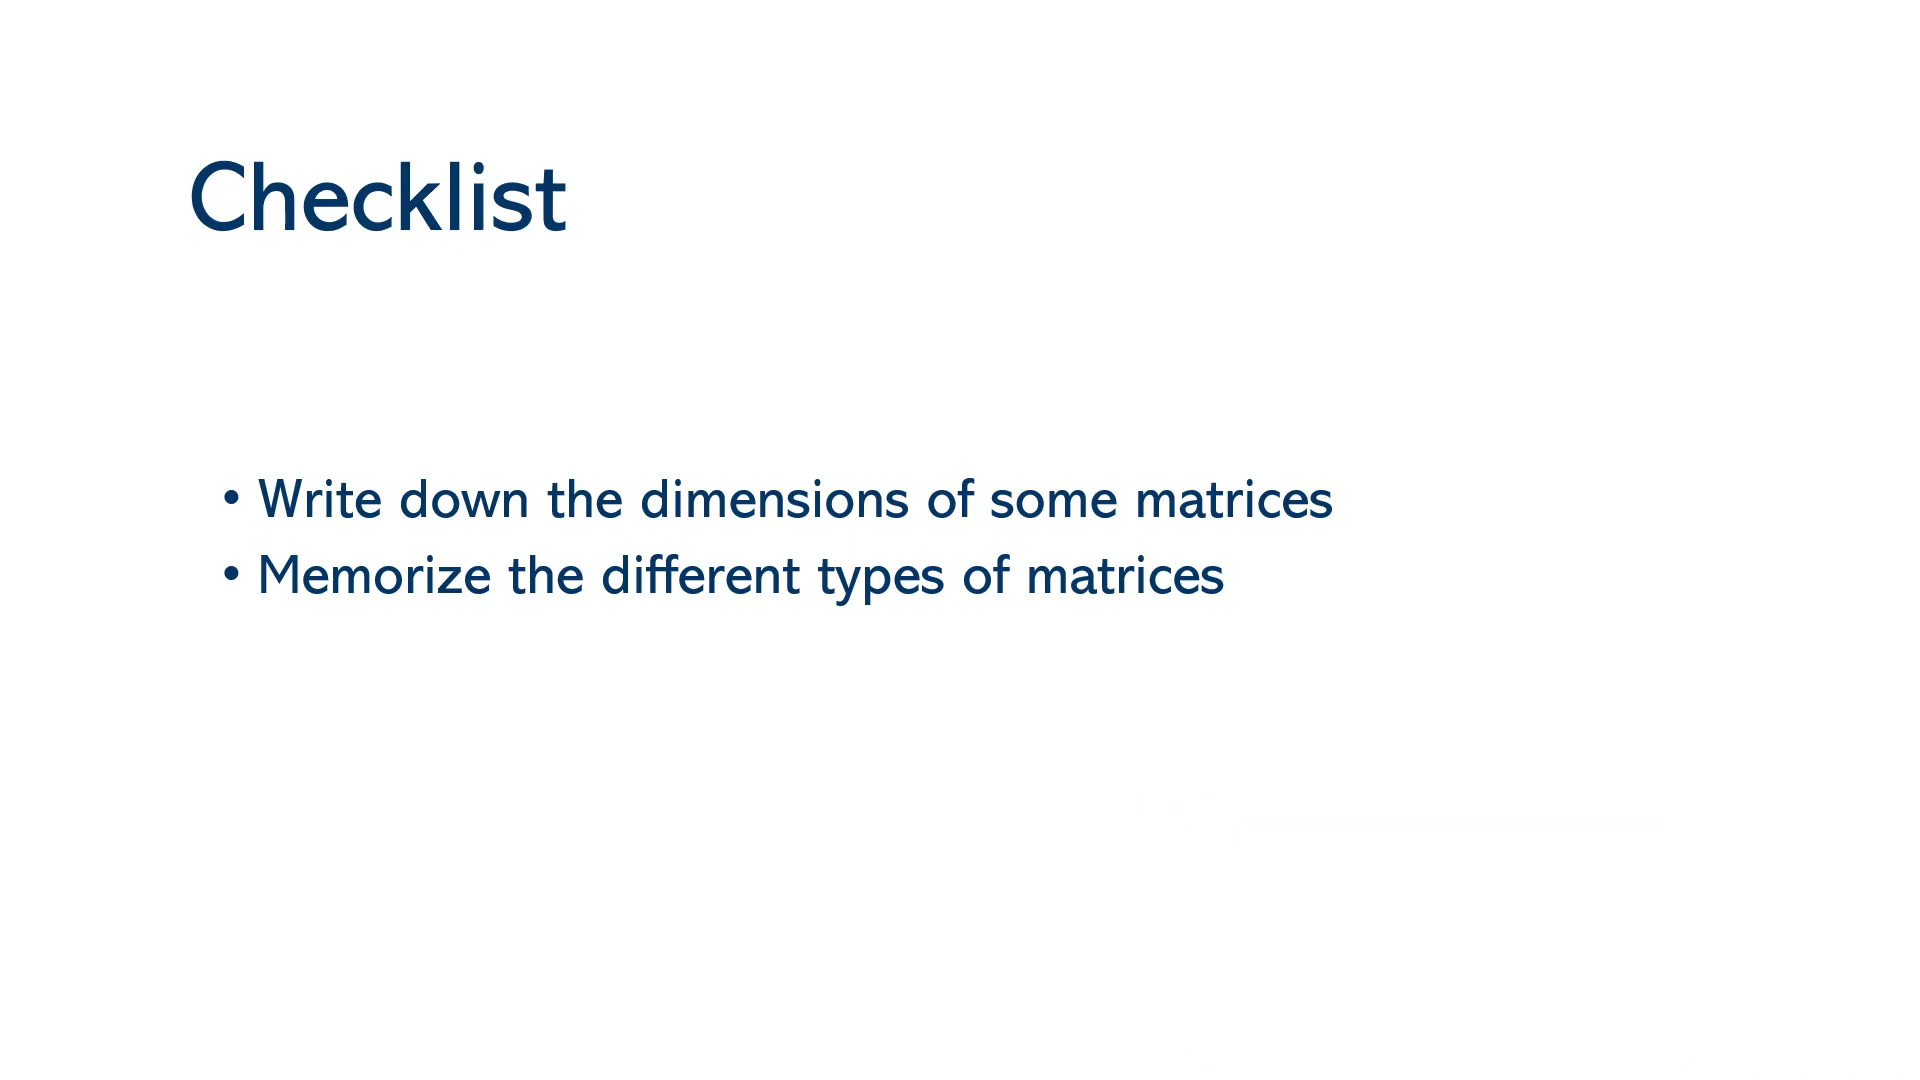 Checklist
• Write down the dimensions of some matrices
• Memorize the different types of matrices